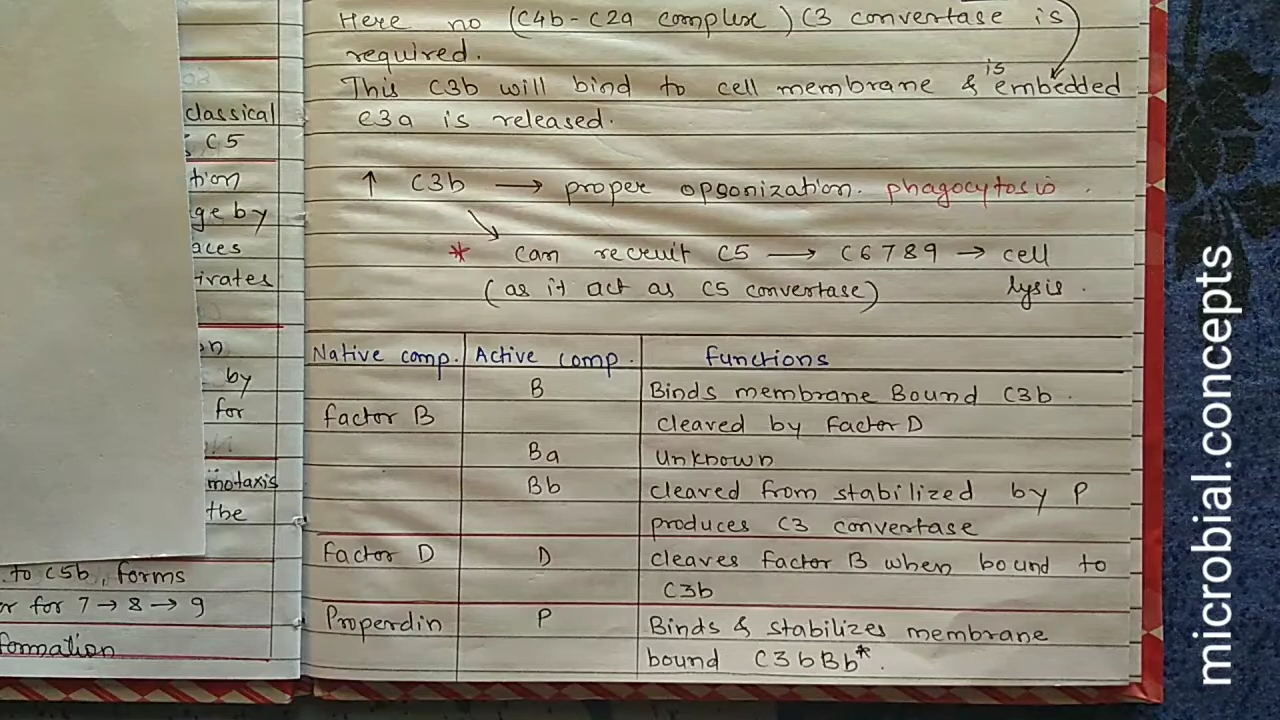 classical
C5
tion
ge by
aces
tivates
on
by
for
motaxis
the
to C5b, forms
or for 7 → 8 → 9
formation
Here no (C4b-C2a complex) C3 convertase is
required.
This C3b will bind to cell membrane & is embedded
C3a is released.
↑ C3b → proper opsonization. phagocytosis.
* can recruit C5 → C6789 → cell
(as it act as C5 convertase) lysis.
Native comp. Active comp. functions
B Binds membrane Bound C3b.
factor B cleaved by Factor D
Ba Unknown
Bb cleaved from stabilized by P
produces C3 convertase
factor D D cleaves factor B when bound to
C3b
Properdin P Binds & stabilizes membrane
bound C3bBb*.
microbial.concepts